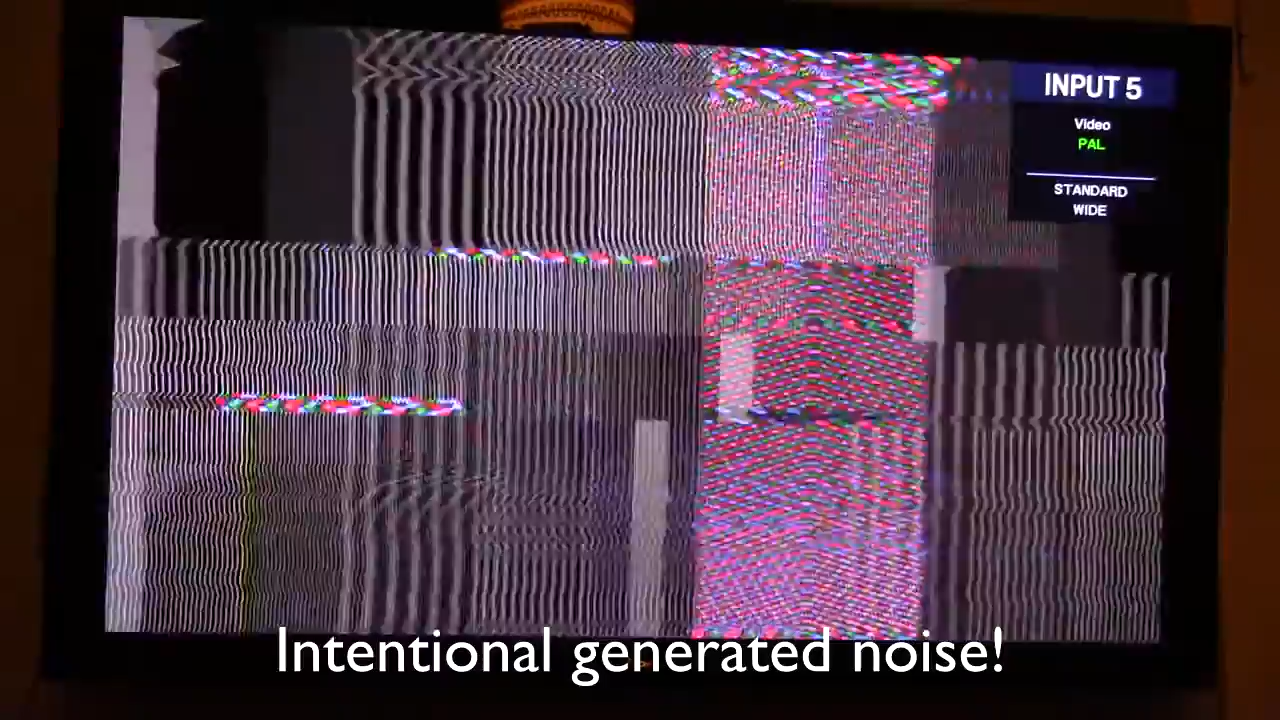 INPUT 5
Video
PAL
STANDARD
WIDE
Intentional generated noise!